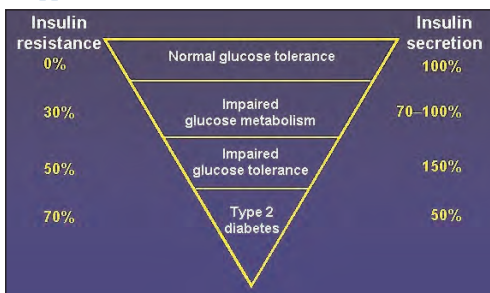 Insulin
resistance
Insulin
secretion
0%
Normal glucose tolerance
100%
30%
Impaired
glucose metabolism
70–100%
50%
Impaired
glucose tolerance
150%
70%
Type 2
diabetes
50%